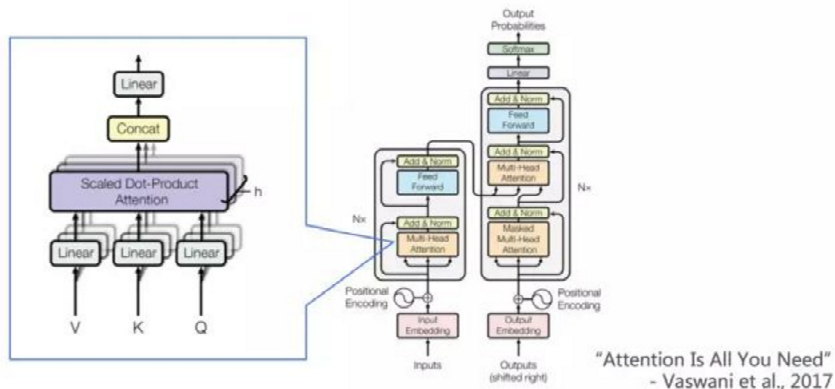 Linear
Concat
Scaled Dot-Product
Attention
h
Linear
Linear
Linear
V
K
Q
Output
Probabilities
Softmax
Linear
Add & Norm
Feed
Forward
Add & Norm
Multi-Head
Attention
Add & Norm
Masked
Multi-Head
Attention
Nx
Add & Norm
Feed
Forward
Add & Norm
Multi-Head
Attention
Nx
Positional
Encoding
Positional
Encoding
Input
Embedding
Output
Embedding
Inputs
Outputs
(shifted right)
"Attention Is All You Need"
- Vaswani et al., 2017